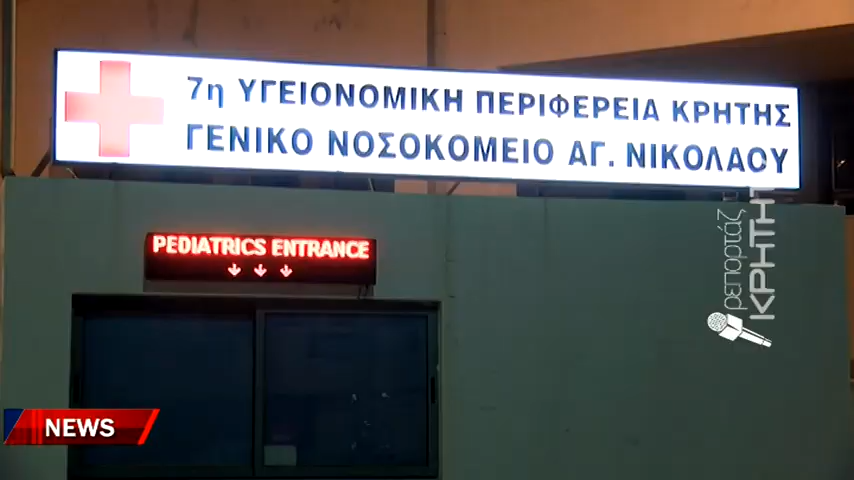 7η ΥΓΕΙΟΝΟΜΙΚΗ ΠΕΡΙΦΕΡΕΙΑ ΚΡΗΤΗΣ
ΓΕΝΙΚΟ ΝΟΣΟΚΟΜΕΙΟ ΑΓ. ΝΙΚΟΛΑΟΥ
PEDIATRICS ENTRANCE
ρεπορτάζ
ΚΡΗΤΗ
NEWS